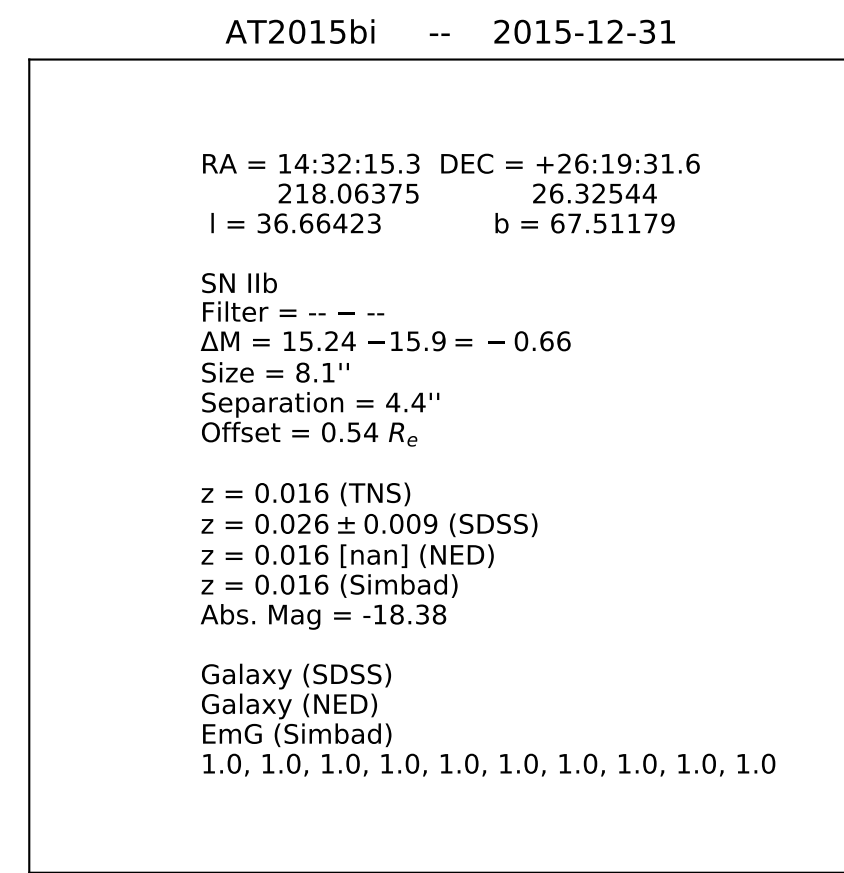 AT2015bi -- 2015-12-31
RA = 14:32:15.3 DEC = +26:19:31.6
218.06375 26.32544
l = 36.66423 b = 67.51179
SN IIb
Filter = -- − --
ΔM = 15.24 −15.9 = − 0.66
Size = 8.1''
Separation = 4.4''
Offset = 0.54 Rₑ
z = 0.016 (TNS)
z = 0.026 ± 0.009 (SDSS)
z = 0.016 [nan] (NED)
z = 0.016 (Simbad)
Abs. Mag = -18.38
Galaxy (SDSS)
Galaxy (NED)
EmG (Simbad)
1.0, 1.0, 1.0, 1.0, 1.0, 1.0, 1.0, 1.0, 1.0, 1.0